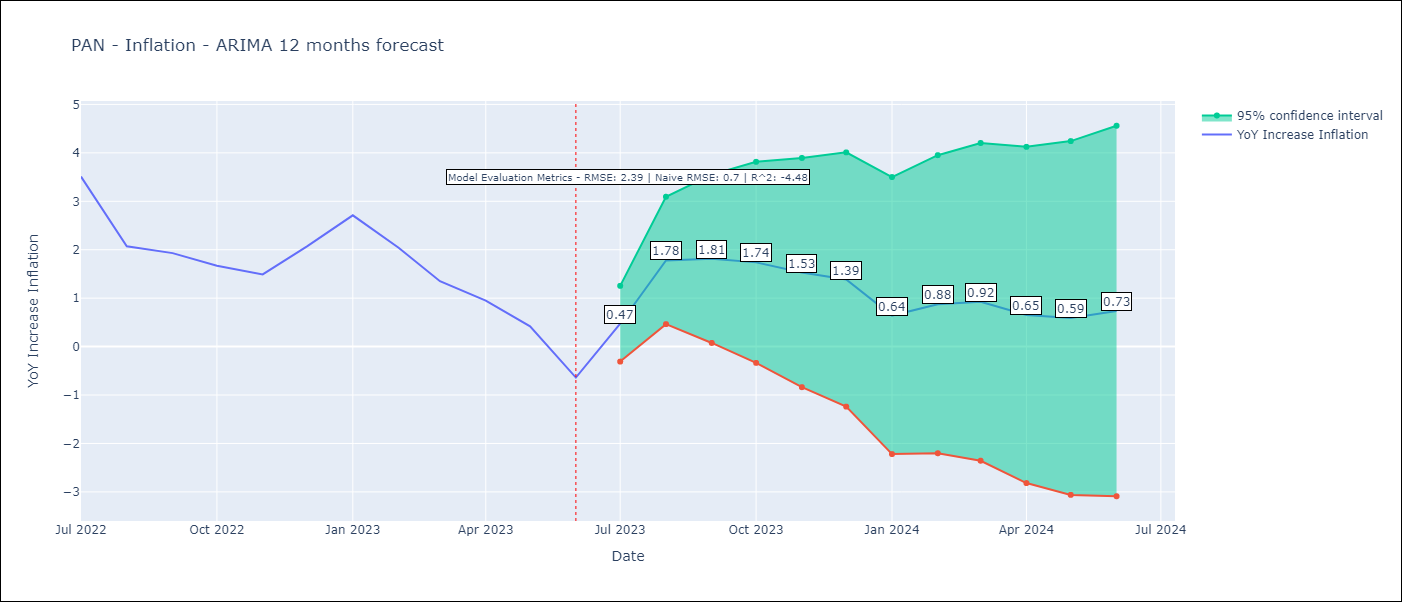 PAN - Inflation - ARIMA 12 months forecast
95% confidence interval
YoY Increase Inflation
Model Evaluation Metrics - RMSE: 2.39 | Naive RMSE: 0.7 | R^2: -4.48
YoY Increase Inflation
5
4
3
2
1
0
−1
−2
−3
0.47
1.78
1.81
1.74
1.53
1.39
0.64
0.88
0.92
0.65
0.59
0.73
Jul 2022
Oct 2022
Jan 2023
Apr 2023
Jul 2023
Oct 2023
Jan 2024
Apr 2024
Jul 2024
Date